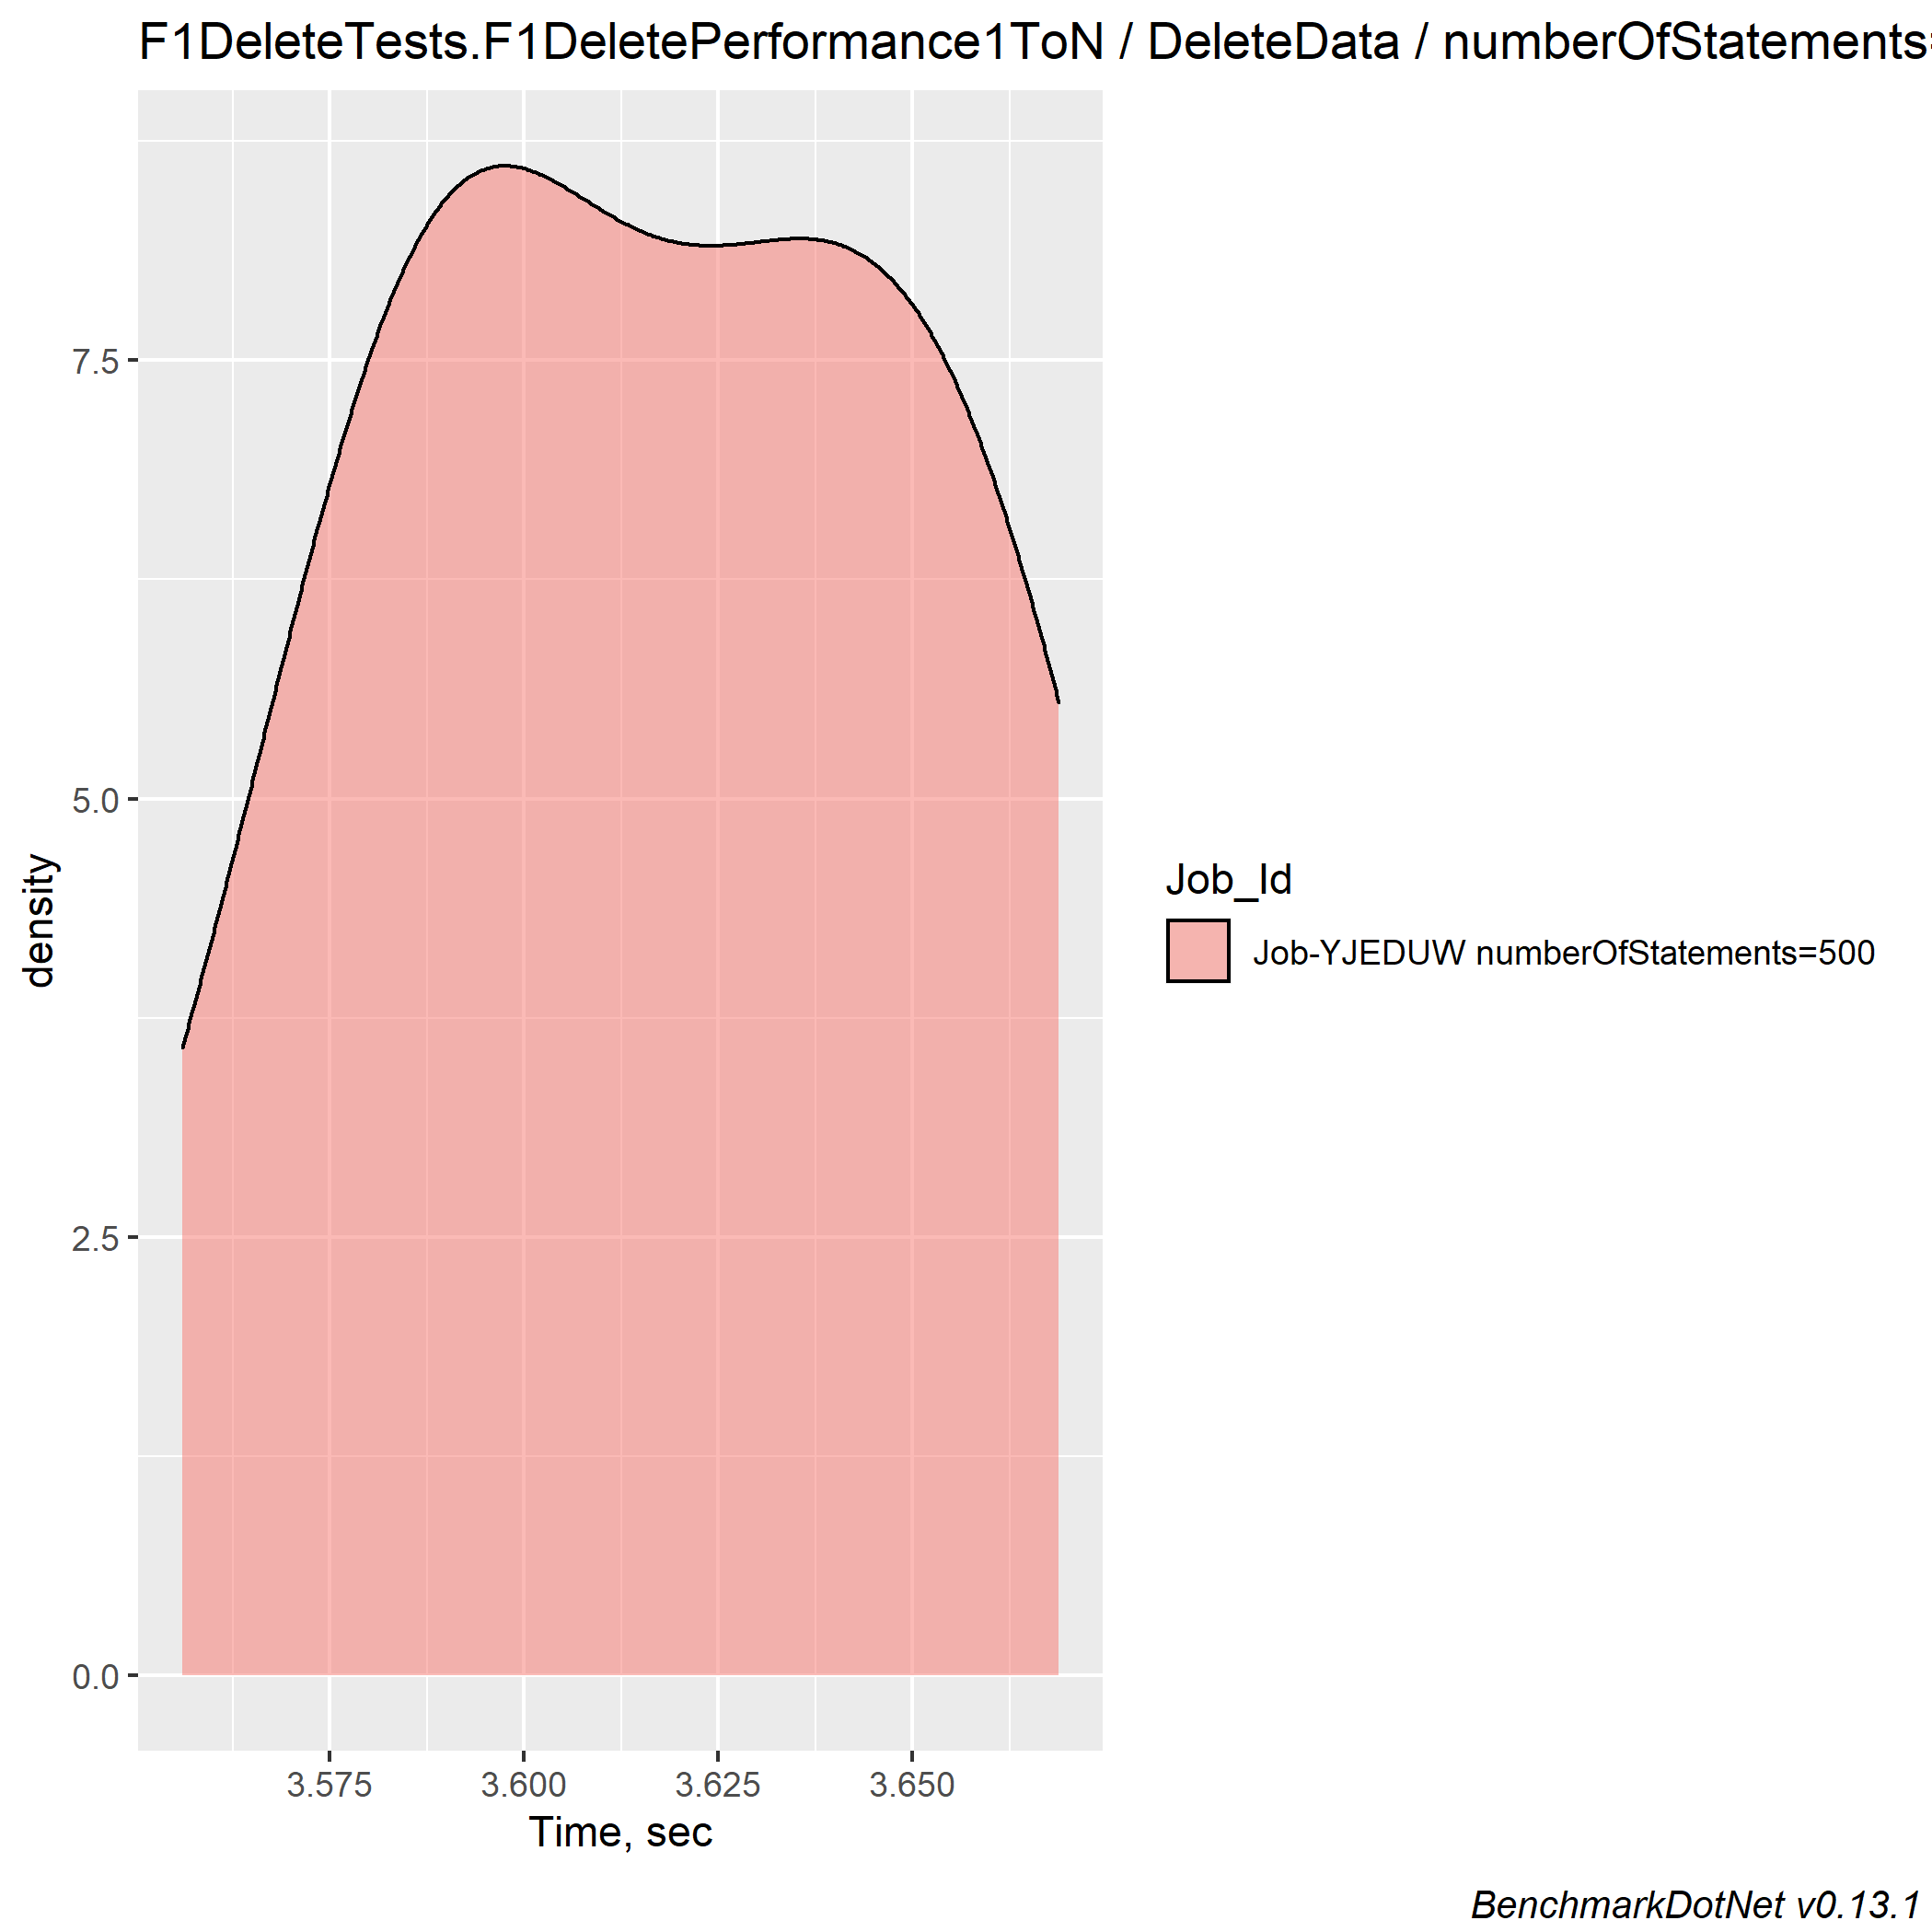 F1DeleteTests.F1DeletePerformance1ToN / DeleteData / numberOfStatements=
7.5
5.0
2.5
0.0
density
3.575 3.600 3.625 3.650
Time, sec
Job_Id
Job-YJEDUW numberOfStatements=500
BenchmarkDotNet v0.13.1